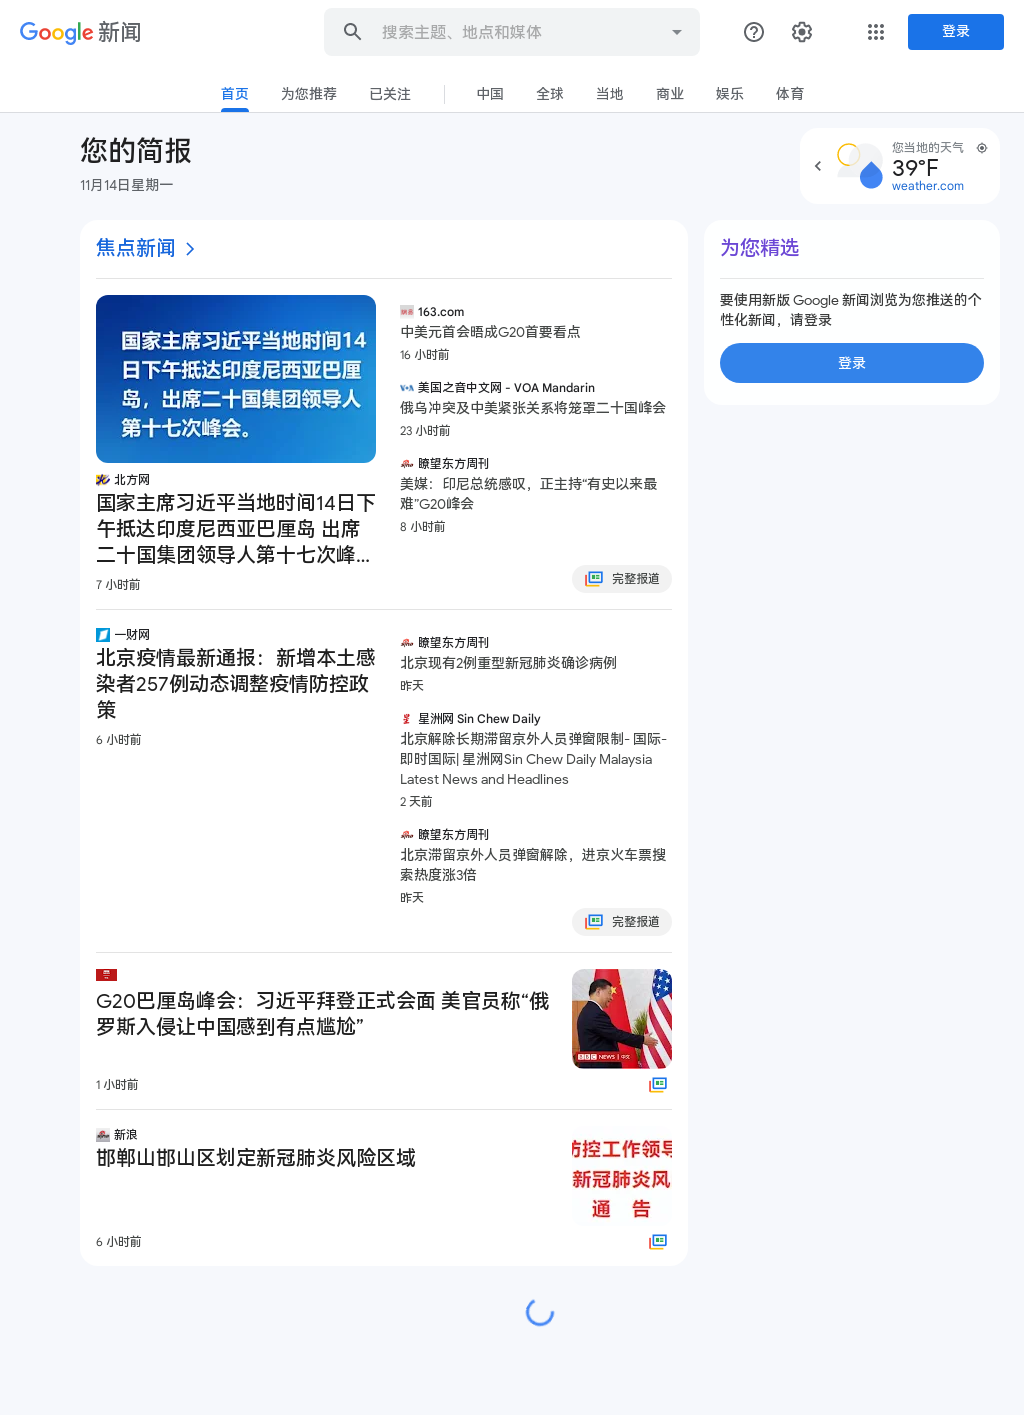 Google 新闻
搜索主题、地点和媒体
登录
首页
为您推荐
已关注
中国
全球
当地
商业
娱乐
体育
您的简报
11月14日星期一
您当地的天气
39°F
weather.com
焦点新闻
国家主席习近平当地时间14
日下午抵达印度尼西亚巴厘
岛，出席二十国集团领导人
第十七次峰会。
北方网
国家主席习近平当地时间14日下
午抵达印度尼西亚巴厘岛 出席
二十国集团领导人第十七次峰...
7 小时前
163.com
中美元首会晤成G20首要看点
16 小时前
美国之音中文网 - VOA Mandarin
俄乌冲突及中美紧张关系将笼罩二十国峰会
23 小时前
瞭望东方周刊
美媒：印尼总统感叹，正主持“有史以来最
难”G20峰会
8 小时前
完整报道
一财网
北京疫情最新通报：新增本土感
染者257例动态调整疫情防控政
策
6 小时前
瞭望东方周刊
北京现有2例重型新冠肺炎确诊病例
昨天
星洲网 Sin Chew Daily
北京解除长期滞留京外人员弹窗限制- 国际-
即时国际| 星洲网Sin Chew Daily Malaysia
Latest News and Headlines
2 天前
瞭望东方周刊
北京滞留京外人员弹窗解除，进京火车票搜
索热度涨3倍
昨天
完整报道
G20巴厘岛峰会：习近平拜登正式会面 美官员称“俄
罗斯入侵让中国感到有点尴尬”
BBC NEWS | 中文
1 小时前
新浪
邯郸山邯山区划定新冠肺炎风险区域
防控工作领导
新冠肺炎风
通 告
6 小时前
为您精选
要使用新版 Google 新闻浏览为您推送的个
性化新闻，请登录
登录